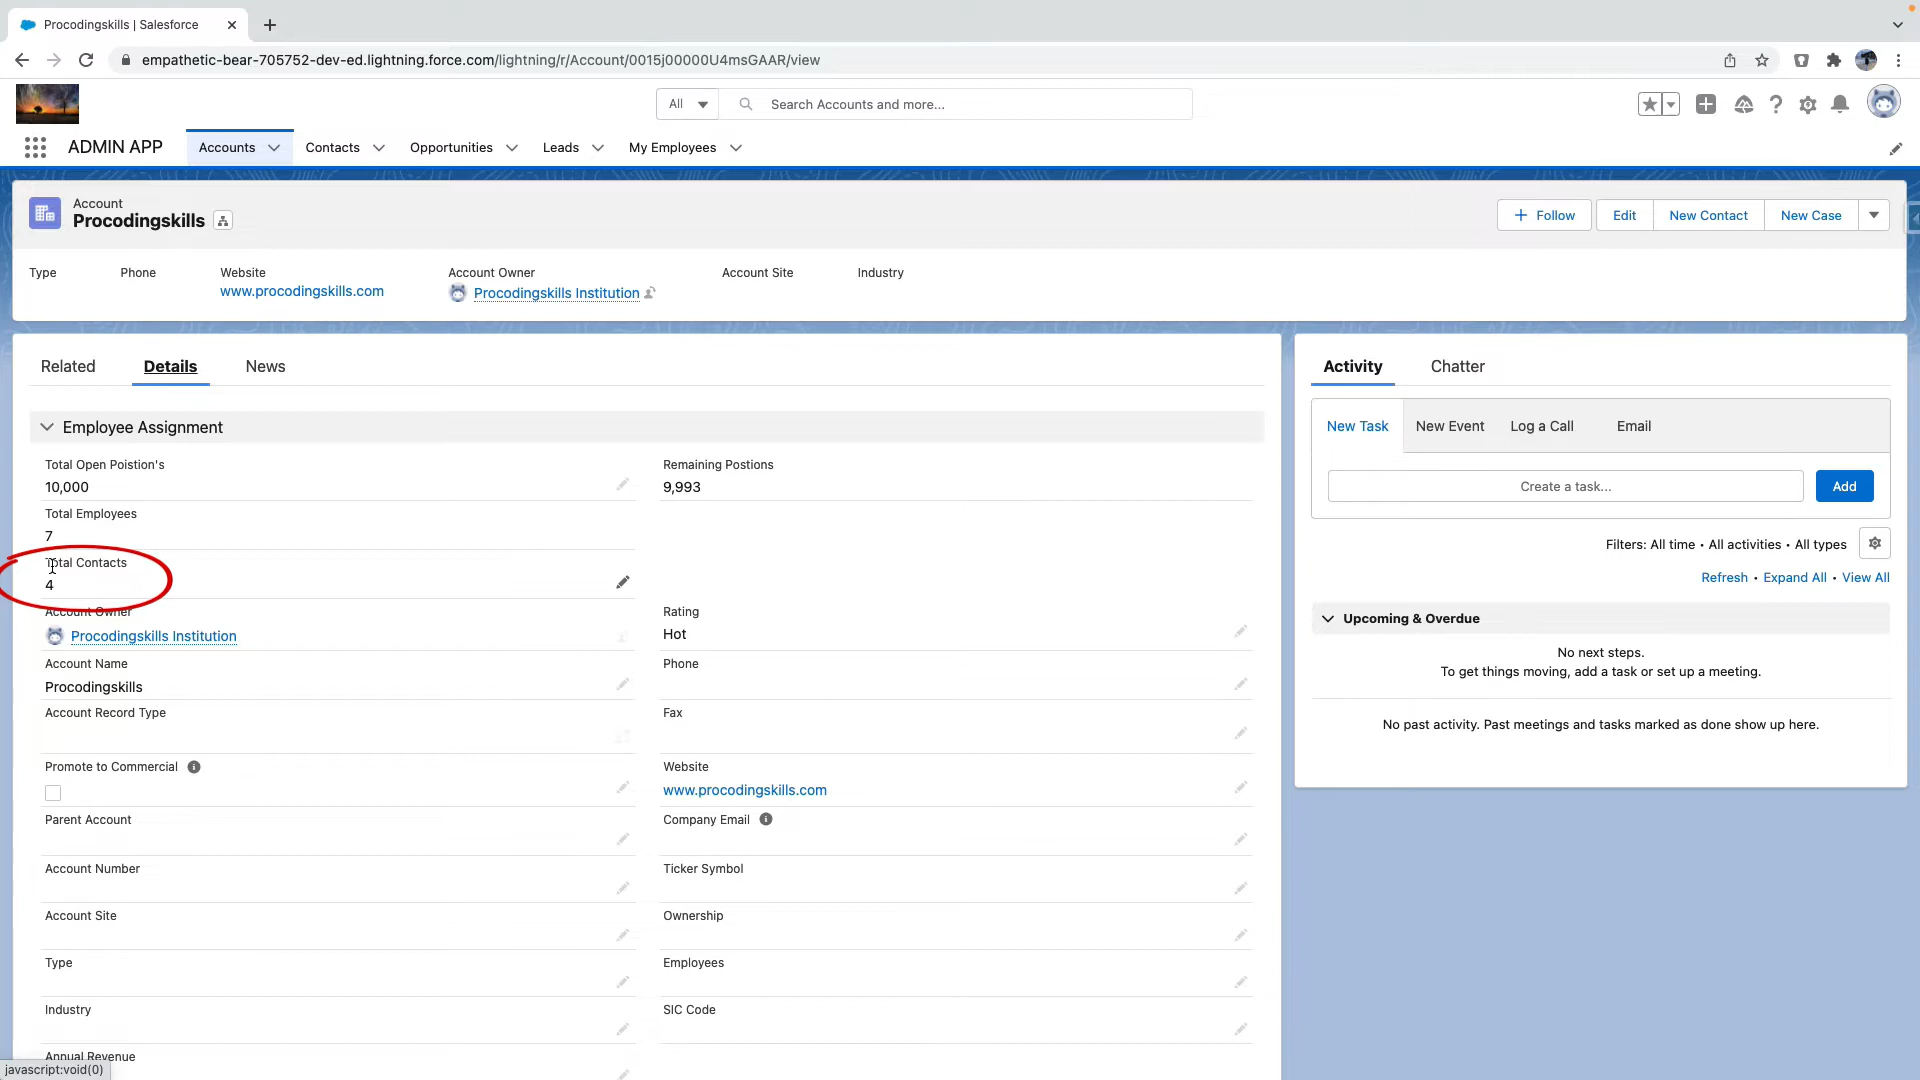 Procodingskills | Salesforce
empathetic-bear-705752-dev-ed.lightning.force.com/lightning/r/Account/0015j00000U4msGAAR/view
All
Search Accounts and more...
ADMIN APP
Accounts
Contacts
Opportunities
Leads
My Employees
Account
Procodingskills
Follow
Edit
New Contact
New Case
Type
Phone
Website
Account Owner
Account Site
Industry
www.procodingskills.com
Procodingskills Institution
Related
Details
News
Employee Assignment
Total Open Poistion's
10,000
Remaining Postions
9,993
Total Employees
7
Total Contacts
4
Account Owner
Procodingskills Institution
Rating
Hot
Account Name
Procodingskills
Phone
Account Record Type
Fax
Promote to Commercial
Website
www.procodingskills.com
Parent Account
Company Email
Account Number
Ticker Symbol
Account Site
Ownership
Type
Employees
Industry
SIC Code
Annual Revenue
javascript:void(0)
Activity
Chatter
New Task
New Event
Log a Call
Email
Create a task...
Add
Filters: All time • All activities • All types
Refresh • Expand All • View All
Upcoming & Overdue
No next steps.
To get things moving, add a task or set up a meeting.
No past activity. Past meetings and tasks marked as done show up here.